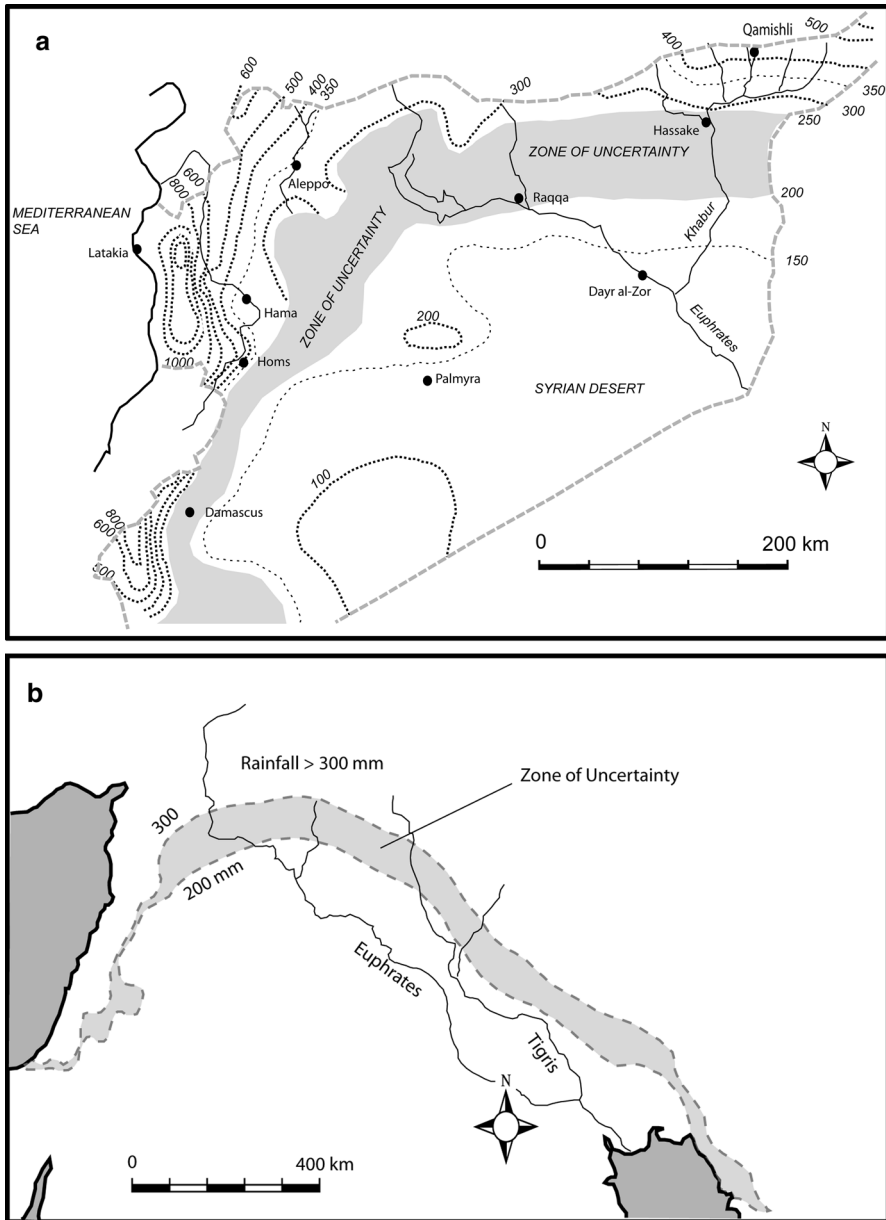 a
Qamishli
500
400
600
500
400
350
300
350
300
250
Hassake
ZONE OF UNCERTAINTY
Aleppo
600
800
MEDITERRANEAN
SEA
Raqqa
200
Khabur
Latakia
ZONE OF UNCERTAINTY
150
Dayr al-Zor
Hama
200
Euphrates
1000
Homs
Palmyra
SYRIAN DESERT
N
100
Damascus
800
600
500
0
200 km
b
Rainfall > 300 mm
Zone of Uncertainty
300
200 mm
Euphrates
Tigris
N
0
400 km